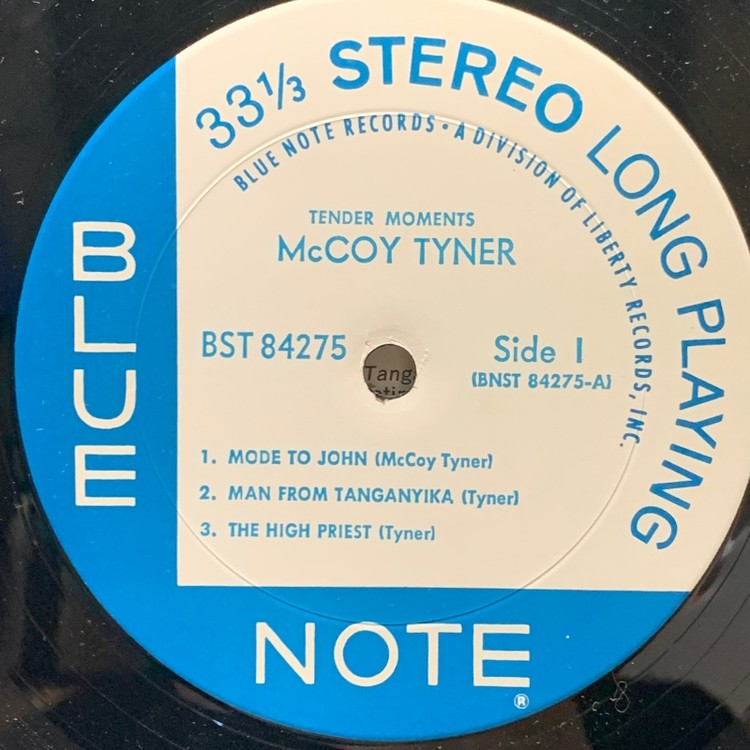 33⅓ STEREO LONG PLAYING
BLUE NOTE RECORDS • A DIVISION OF LIBERTY RECORDS, INC.
TENDER MOMENTS
McCOY TYNER
BST 84275
Side 1
(BNST 84275-A)
Tang
1. MODE TO JOHN (McCoy Tyner)
2. MAN FROM TANGANYIKA (Tyner)
3. THE HIGH PRIEST (Tyner)
BLUE
NOTE
®